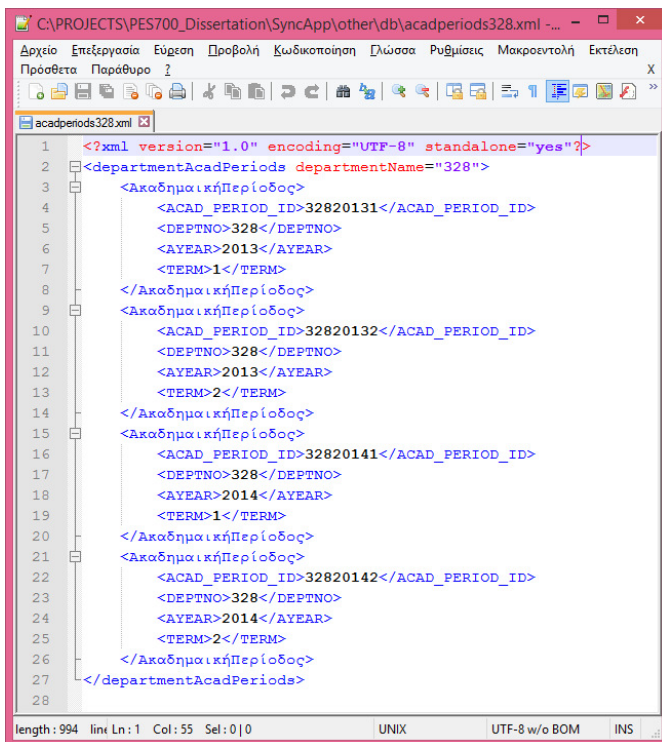 C:\PROJECTS\PES700_Dissertation\SyncApp\other\db\acadperiods328.xml -...
Αρχείο Επεξεργασία Εύρεση Προβολή Κωδικοποίηση Γλώσσα Ρυθμίσεις Μακροεντολή Εκτέλεση
Πρόσθετα Παράθυρο ? X
acadperiods328.xml
1 <?xml version="1.0" encoding="UTF-8" standalone="yes"?>
2 <departmentAcadPeriods departmentName="328">
3 <ΑκαδημαικήΠερίοδος>
4 <ACAD_PERIOD_ID>32820131</ACAD_PERIOD_ID>
5 <DEPTNO>328</DEPTNO>
6 <AYEAR>2013</AYEAR>
7 <TERM>1</TERM>
8 </ΑκαδημαικήΠερίοδος>
9 <ΑκαδημαικήΠερίοδος>
10 <ACAD_PERIOD_ID>32820132</ACAD_PERIOD_ID>
11 <DEPTNO>328</DEPTNO>
12 <AYEAR>2013</AYEAR>
13 <TERM>2</TERM>
14 </ΑκαδημαικήΠερίοδος>
15 <ΑκαδημαικήΠερίοδος>
16 <ACAD_PERIOD_ID>32820141</ACAD_PERIOD_ID>
17 <DEPTNO>328</DEPTNO>
18 <AYEAR>2014</AYEAR>
19 <TERM>1</TERM>
20 </ΑκαδημαικήΠερίοδος>
21 <ΑκαδημαικήΠερίοδος>
22 <ACAD_PERIOD_ID>32820142</ACAD_PERIOD_ID>
23 <DEPTNO>328</DEPTNO>
24 <AYEAR>2014</AYEAR>
25 <TERM>2</TERM>
26 </ΑκαδημαικήΠερίοδος>
27 </departmentAcadPeriods>
28
length : 994 line Ln : 1 Col : 55 Sel : 0 | 0 UNIX UTF-8 w/o BOM INS